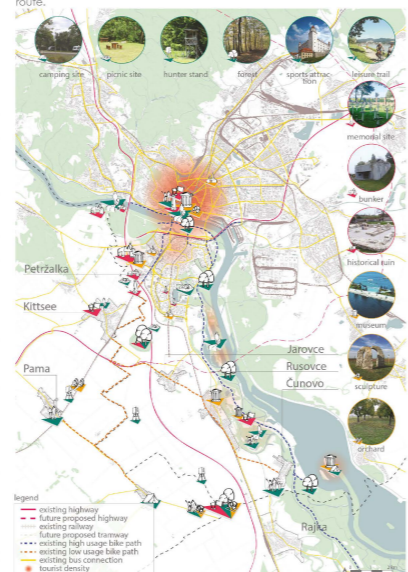 route.
camping site
picnic site
hunter stand
forest
sports attrac-
tion
leisure trail
memorial site
bunker
historical ruin
museum
sculpture
orchard
Petržalka
Kittsee
Pama
Jarovce
Rusovce
Čunovo
Rajka
legend
existing highway
future proposed highway
existing railway
future proposed tramway
existing high usage bike path
existing low usage bike path
existing bus connection
tourist density